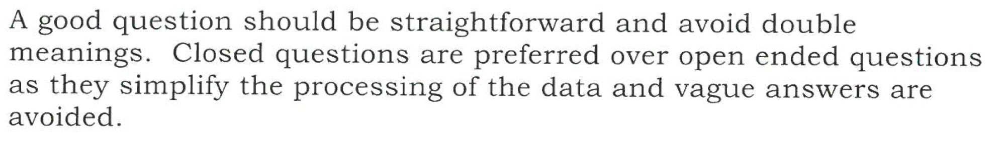 A good question should be straightforward and avoid double
meanings. Closed questions are preferred over open ended questions
as they simplify the processing of the data and vague answers are
avoided.